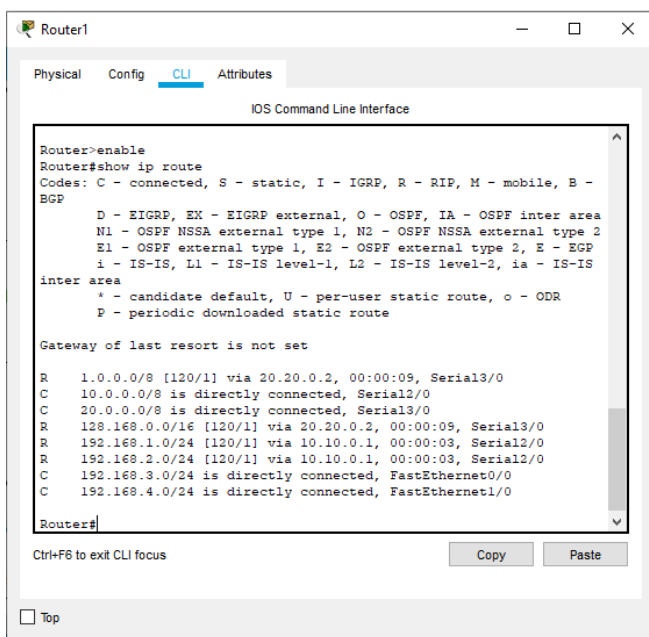 Router1
Physical Config CLI Attributes
IOS Command Line Interface
Router>enable
Router#show ip route
Codes: C - connected, S - static, I - IGRP, R - RIP, M - mobile, B -
BGP
D - EIGRP, EX - EIGRP external, O - OSPF, IA - OSPF inter area
N1 - OSPF NSSA external type 1, N2 - OSPF NSSA external type 2
E1 - OSPF external type 1, E2 - OSPF external type 2, E - EGP
i - IS-IS, L1 - IS-IS level-1, L2 - IS-IS level-2, ia - IS-IS
inter area
* - candidate default, U - per-user static route, o - ODR
P - periodic downloaded static route
Gateway of last resort is not set
R 1.0.0.0/8 [120/1] via 20.20.0.2, 00:00:09, Serial3/0
C 10.0.0.0/8 is directly connected, Serial2/0
C 20.0.0.0/8 is directly connected, Serial3/0
R 128.168.0.0/16 [120/1] via 20.20.0.2, 00:00:09, Serial3/0
R 192.168.1.0/24 [120/1] via 10.10.0.1, 00:00:03, Serial2/0
R 192.168.2.0/24 [120/1] via 10.10.0.1, 00:00:03, Serial2/0
C 192.168.3.0/24 is directly connected, FastEthernet0/0
C 192.168.4.0/24 is directly connected, FastEthernet1/0
Router#
Ctrl+F6 to exit CLI focus Copy Paste
Top